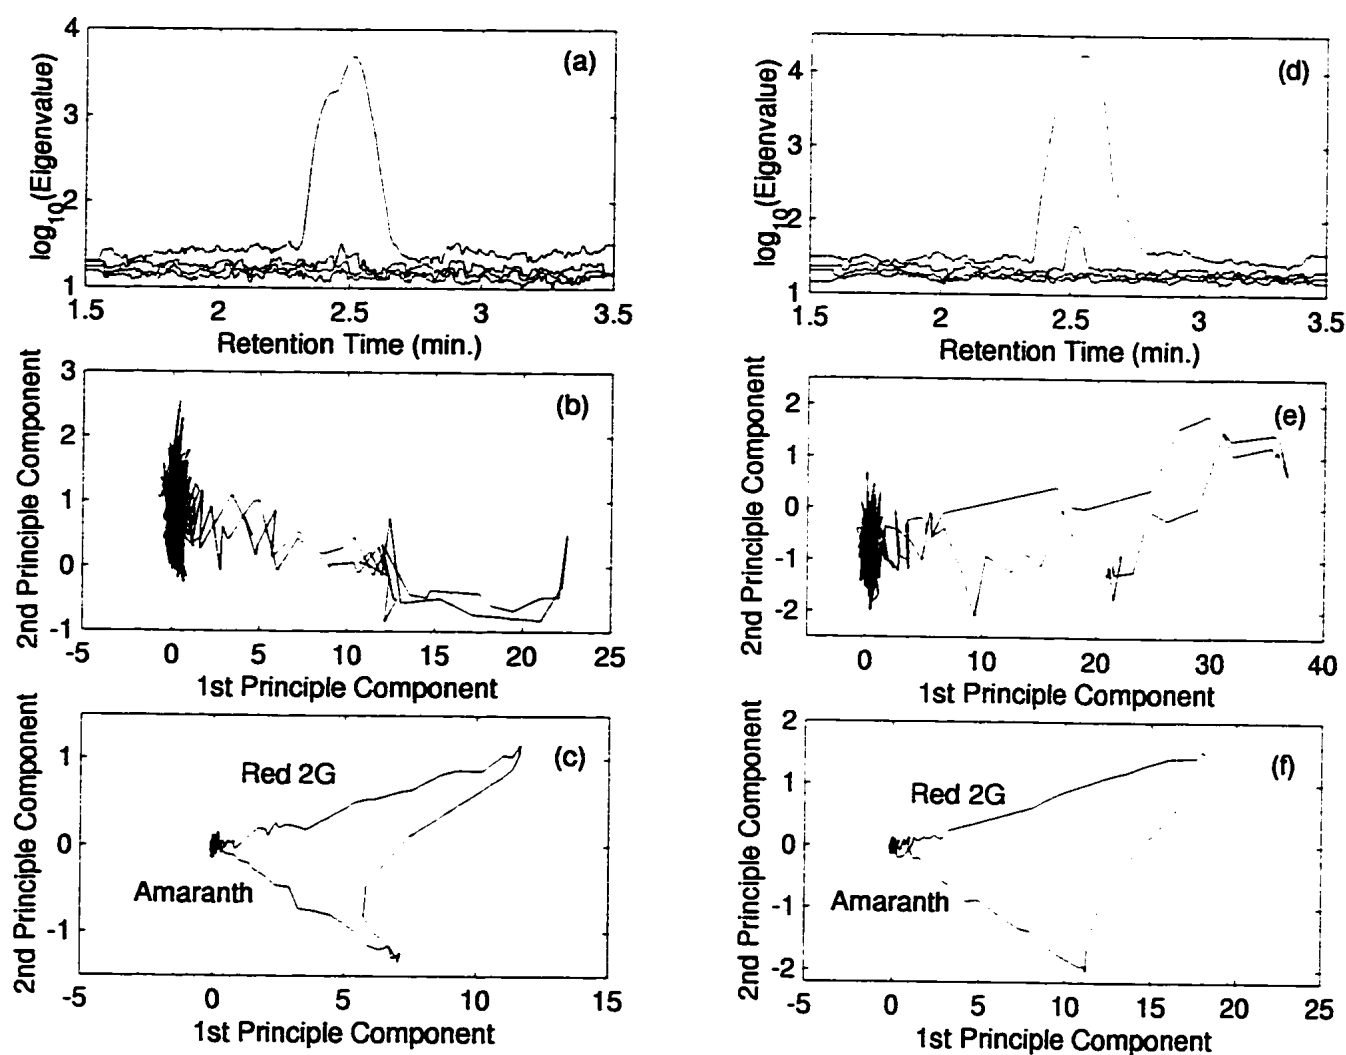 4
3
2
1
log10(Eigenvalue)
(a)
1.5 2 2.5 3 3.5
Retention Time (min.)
4
3
2
1
log10(Eigenvalue)
(d)
1.5 2 2.5 3 3.5
Retention Time (min.)
3
2
1
0
-1
2nd Principle Component
(b)
-5 0 5 10 15 20 25
1st Principle Component
2
1
0
-1
-2
2nd Principle Component
(e)
0 10 20 30 40
1st Principle Component
1
0
-1
2nd Principle Component
(c)
Red 2G
Amaranth
-5 0 5 10 15
1st Principle Component
2
1
0
-1
-2
2nd Principle Component
(f)
Red 2G
Amaranth
-5 0 5 10 15 20 25
1st Principle Component